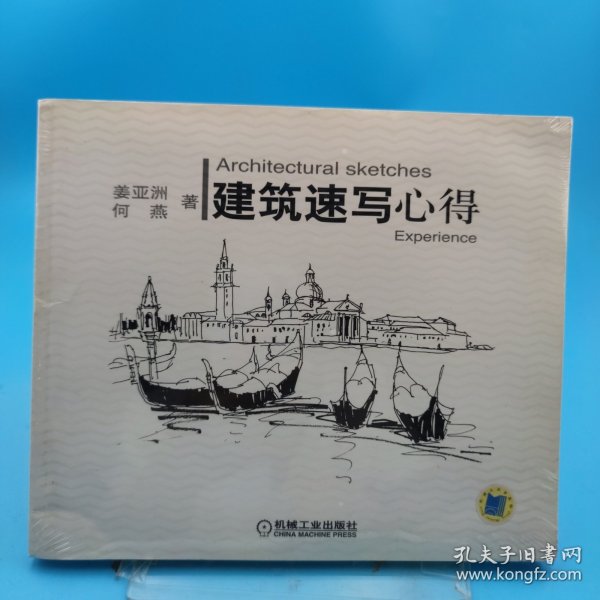 Architectural sketches
姜亚洲
何燕
著
建筑速写心得
Experience
机械工业出版社
CHINA MACHINE PRESS
孔夫子旧书网
www.kongfz.com